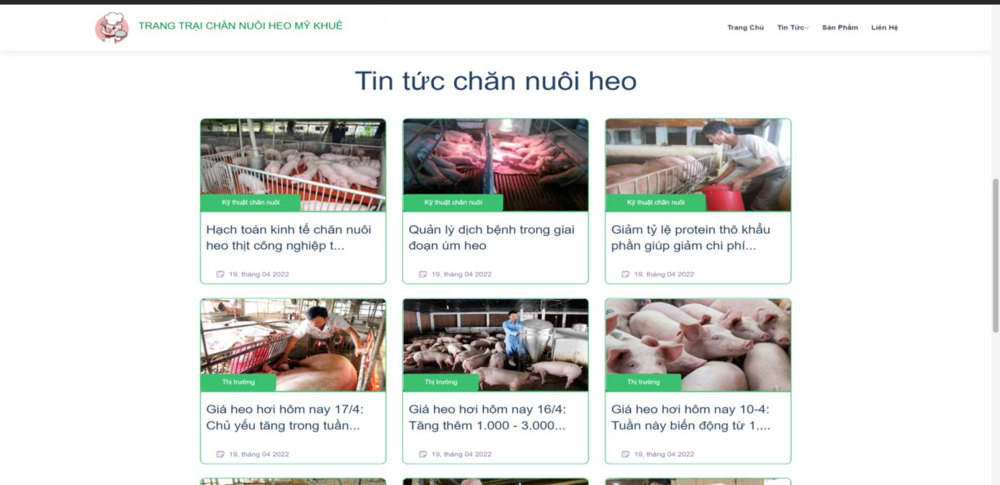 TRANG TRẠI CHĂN NUÔI HEO MỸ KHUÊ
Trang Chủ Tin Tức Sản Phẩm Liên Hệ
Tin tức chăn nuôi heo
Kỹ thuật chăn nuôi
Hạch toán kinh tế chăn nuôi
heo thịt công nghiệp t...
19, tháng 04 2022
Kỹ thuật chăn nuôi
Quản lý dịch bệnh trong giai
đoạn úm heo
19, tháng 04 2022
Kỹ thuật chăn nuôi
Giảm tỷ lệ protein thô khẩu
phần giúp giảm chi phí...
19, tháng 04 2022
Thị trường
Giá heo hơi hôm nay 17/4:
Chủ yếu tăng trong tuần...
19, tháng 04 2022
Thị trường
Giá heo hơi hôm nay 16/4:
Tăng thêm 1.000 - 3.000...
19, tháng 04 2022
Thị trường
Giá heo hơi hôm nay 10-4:
Tuần này biến động từ 1....
19, tháng 04 2022